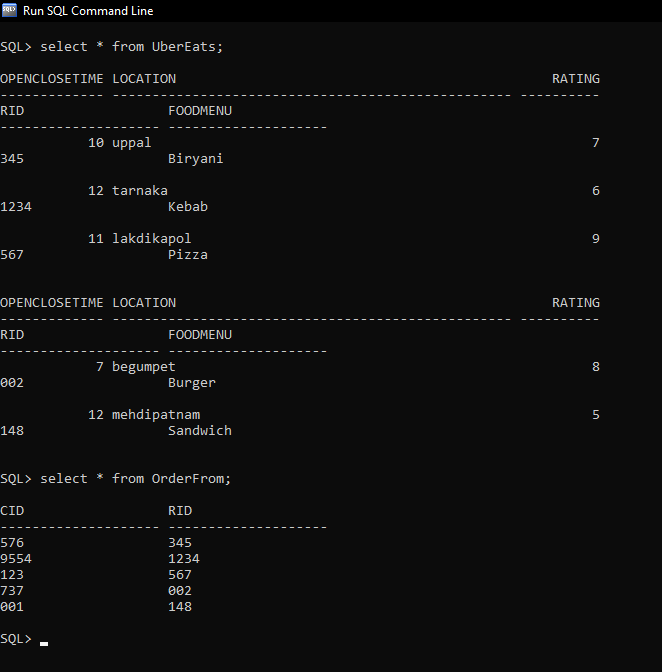 Run SQL Command Line
SQL> select * from UberEats;
OPENCLOSETIME LOCATION RATING
------------- -------------------------------------------------- ----------
RID FOODMENU
-------------------- --------------------
10 uppal 7
345 Biryani
12 tarnaka 6
1234 Kebab
11 lakdikapol 9
567 Pizza
OPENCLOSETIME LOCATION RATING
------------- -------------------------------------------------- ----------
RID FOODMENU
-------------------- --------------------
7 begumpet 8
002 Burger
12 mehdipatnam 5
148 Sandwich
SQL> select * from OrderFrom;
CID RID
-------------------- --------------------
576 345
9554 1234
123 567
737 002
001 148
SQL>